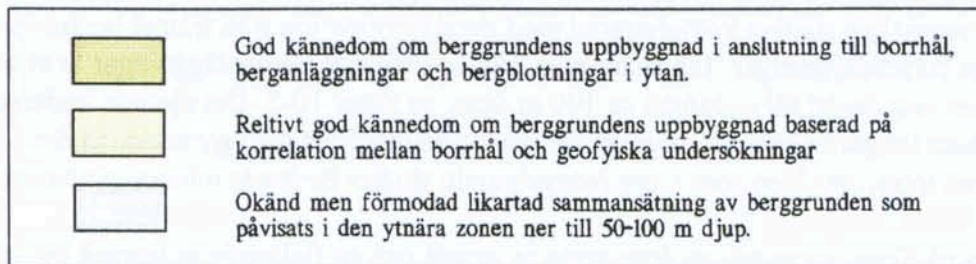 God kännedom om berggrundens uppbyggnad i anslutning till borrhål,
berganläggningar och bergblottningar i ytan.
Reltivt god kännedom om berggrundens uppbyggnad baserad på
korrelation mellan borrhål och geofyiska undersökningar
Okänd men förmodad likartad sammansätning av berggrunden som
påvisats i den ytnära zonen ner till 50-100 m djup.